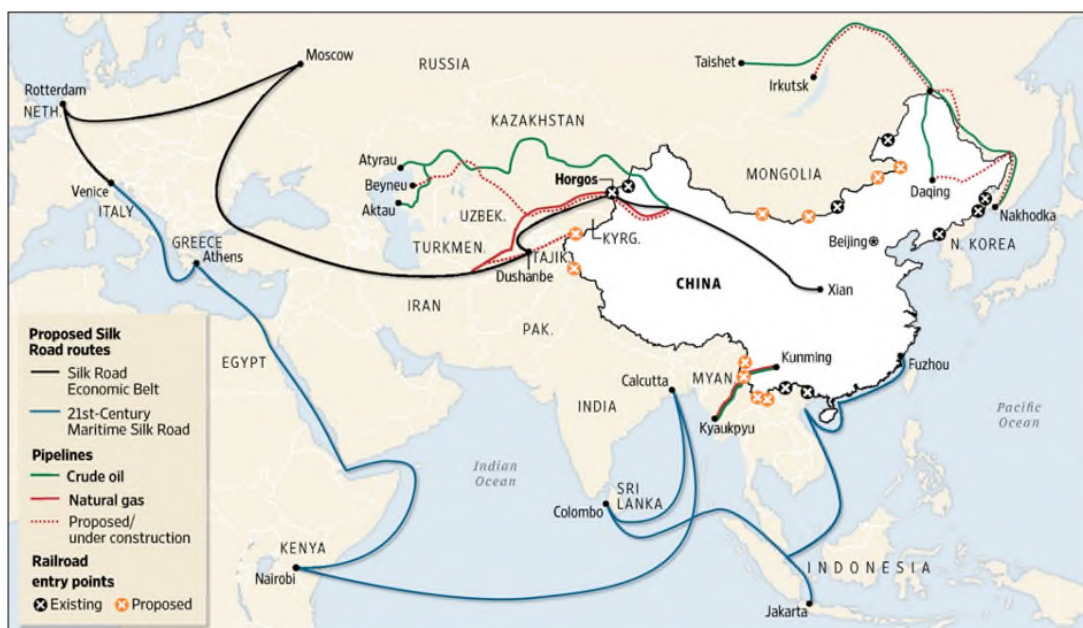 Moscow
RUSSIA
Taishet
Irkutsk
Rotterdam
NETH.
KAZAKHSTAN
Atyrau
Beyneu
Aktau
Horgos
MONGOLIA
Daqing
Nakhodka
Venice
ITALY
UZBEK.
KYRG.
Beijing
N. KOREA
GREECE
Athens
TURKMEN.
TAJIK.
Dushanbe
CHINA
Xian
IRAN
PAK.
EGYPT
Calcutta
MYAN.
Kunming
Fuzhou
INDIA
Kyaukpyu
Pacific
Ocean
Indian
Ocean
SRI
LANKA
Colombo
KENYA
Nairobi
INDONESIA
Jakarta
Proposed Silk
Road routes
Silk Road
Economic Belt
21st-Century
Maritime Silk Road
Pipelines
Crude oil
Natural gas
Proposed/
under construction
Railroad
entry points
Existing
Proposed